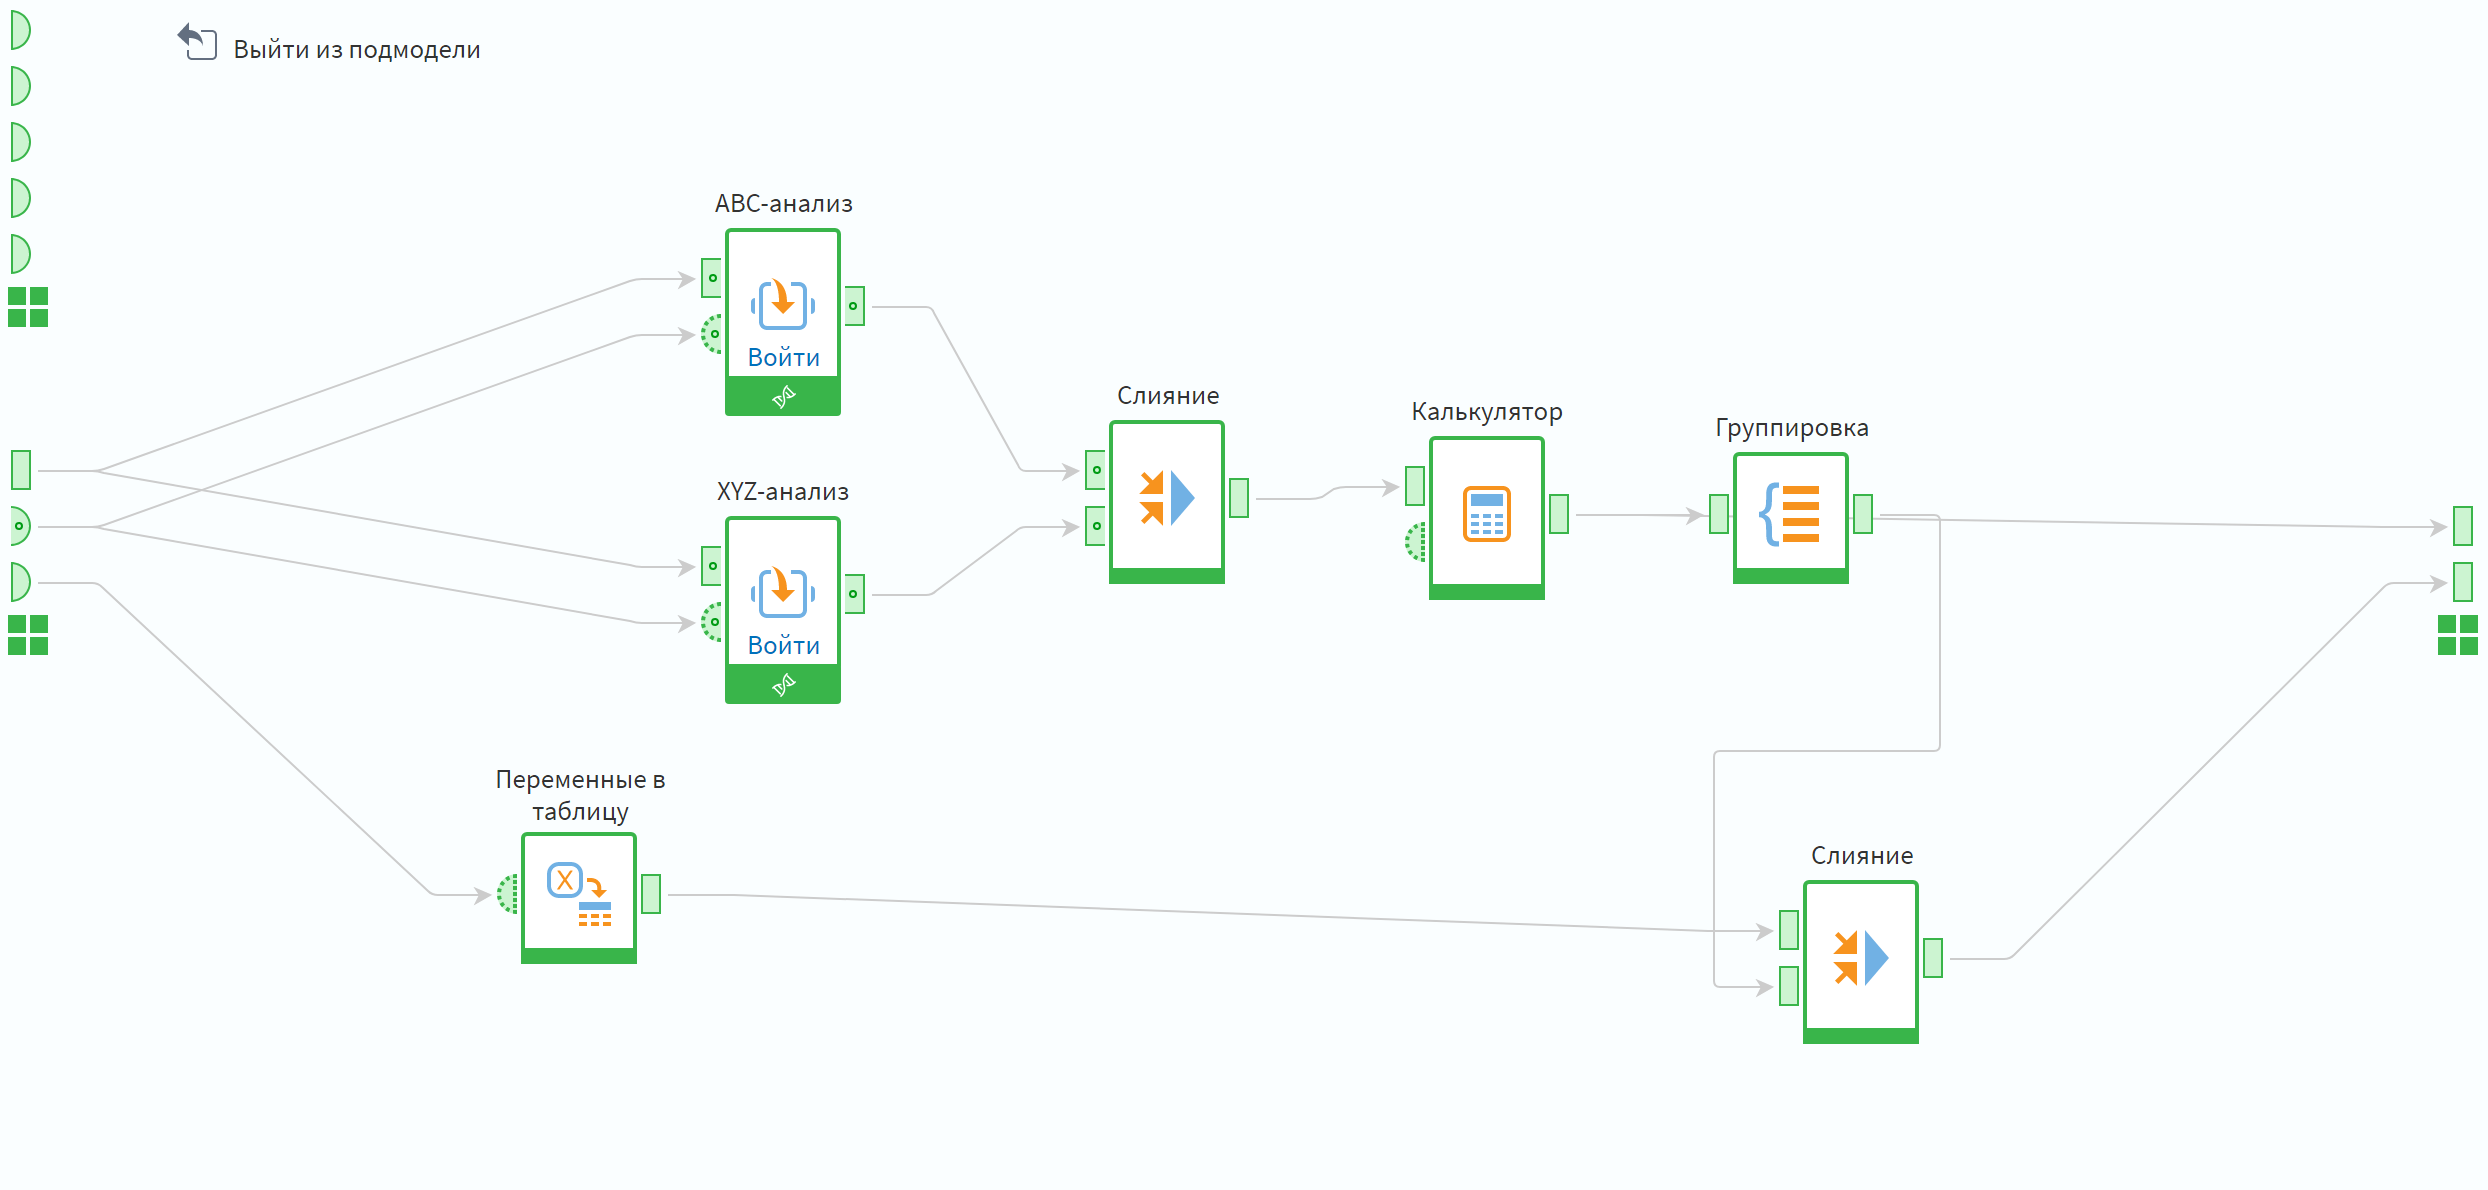 Выйти из подмодели
ABC-анализ
Войти
XYZ-анализ
Войти
Слияние
Калькулятор
Группировка
Переменные в
таблицу
X
Слияние